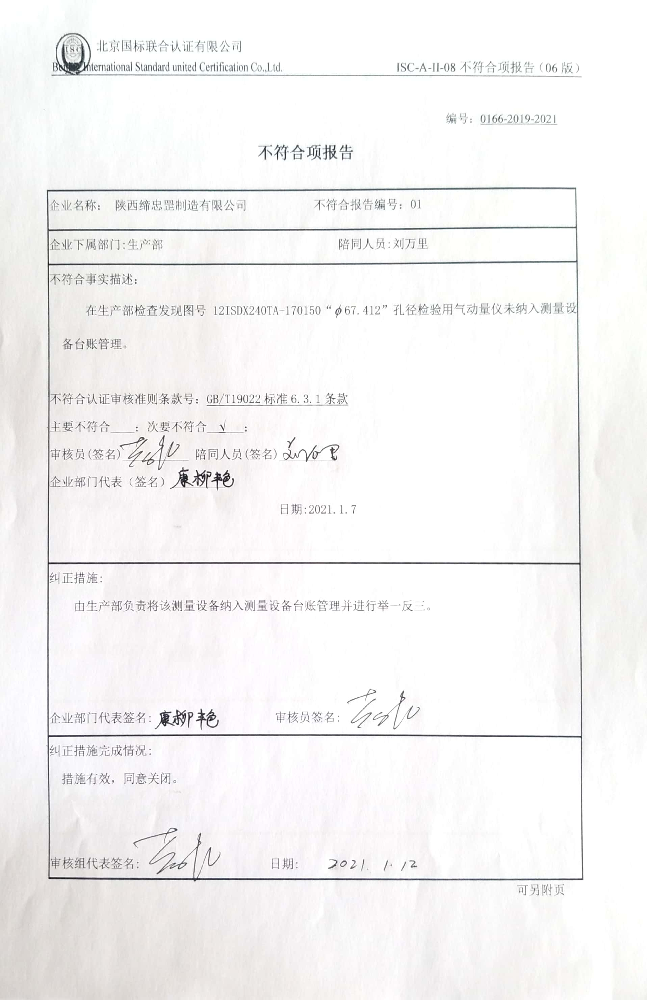 ISC
北京国标联合认证有限公司
Beijing International Standard united Certification Co.,Ltd.
ISC-A-II-08 不符合项报告（06 版）
编号：0166-2019-2021
不符合项报告
企业名称： 陕西缔忠罡制造有限公司 不符合报告编号：01
企业下属部门:生产部 陪同人员:刘万里
不符合事实描述：
在生产部检查发现图号 12ISDX240TA-170150“ϕ67.412”孔径检验用气动量仪未纳入测量设
备台账管理。
不符合认证审核准则条款号：GB/T19022 标准 6.3.1 条款
主要不符合____；次要不符合 √ ；
审核员(签名) 陪同人员(签名) 刘万里
企业部门代表（签名）康柳艳
日期:2021.1.7
纠正措施:
由生产部负责将该测量设备纳入测量设备台账管理并进行举一反三。
企业部门代表签名: 康柳艳 审核员签名:
纠正措施完成情况:
措施有效，同意关闭。
审核组代表签名: 日期: 2021.1.12
可另附页